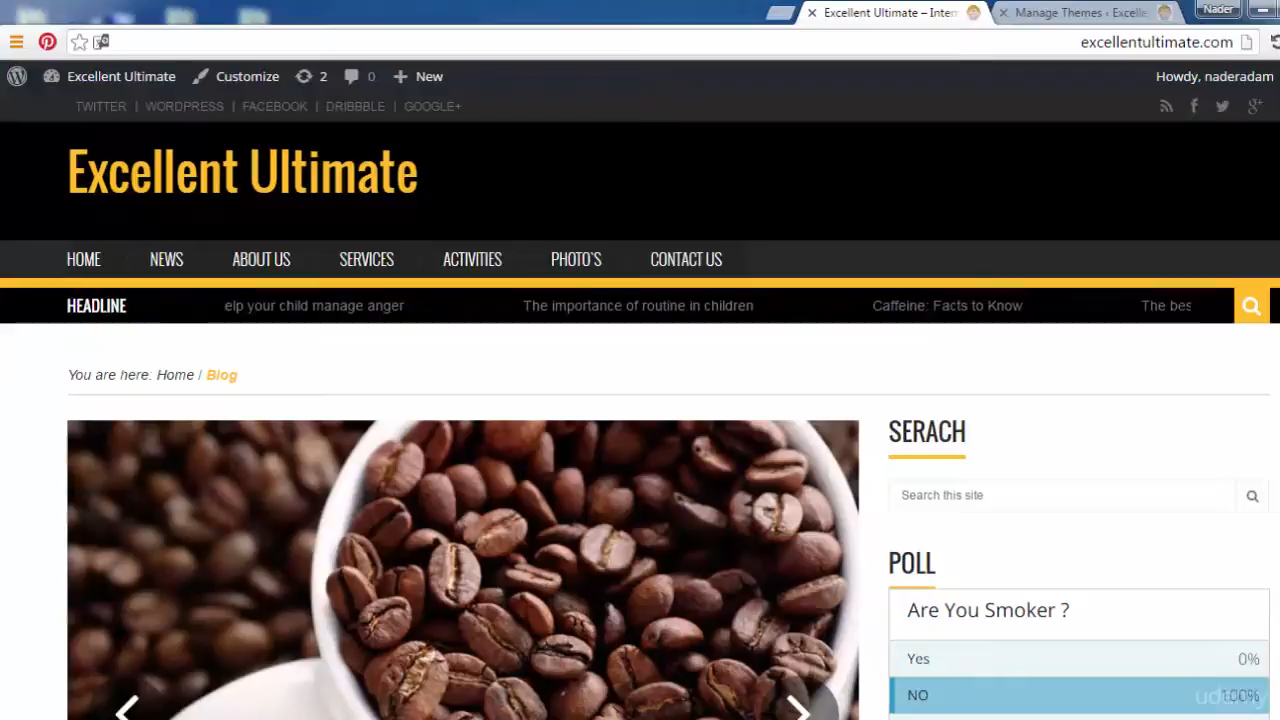 Excellent Ultimate – Inter
Manage Themes ‹ Excelle
Nader
excellentultimate.com
Excellent Ultimate
Customize
2
0
New
Howdy, naderadam
TWITTER | WORDPRESS | FACEBOOK | DRIBBBLE | GOOGLE+
Excellent Ultimate
HOME NEWS ABOUT US SERVICES ACTIVITIES PHOTO`S CONTACT US
HEADLINE elp your child manage anger The importance of routine in children Caffeine: Facts to Know The bes
You are here: Home / Blog
SERACH
Search this site
POLL
Are You Smoker ?
Yes 0%
NO 100%
udemy